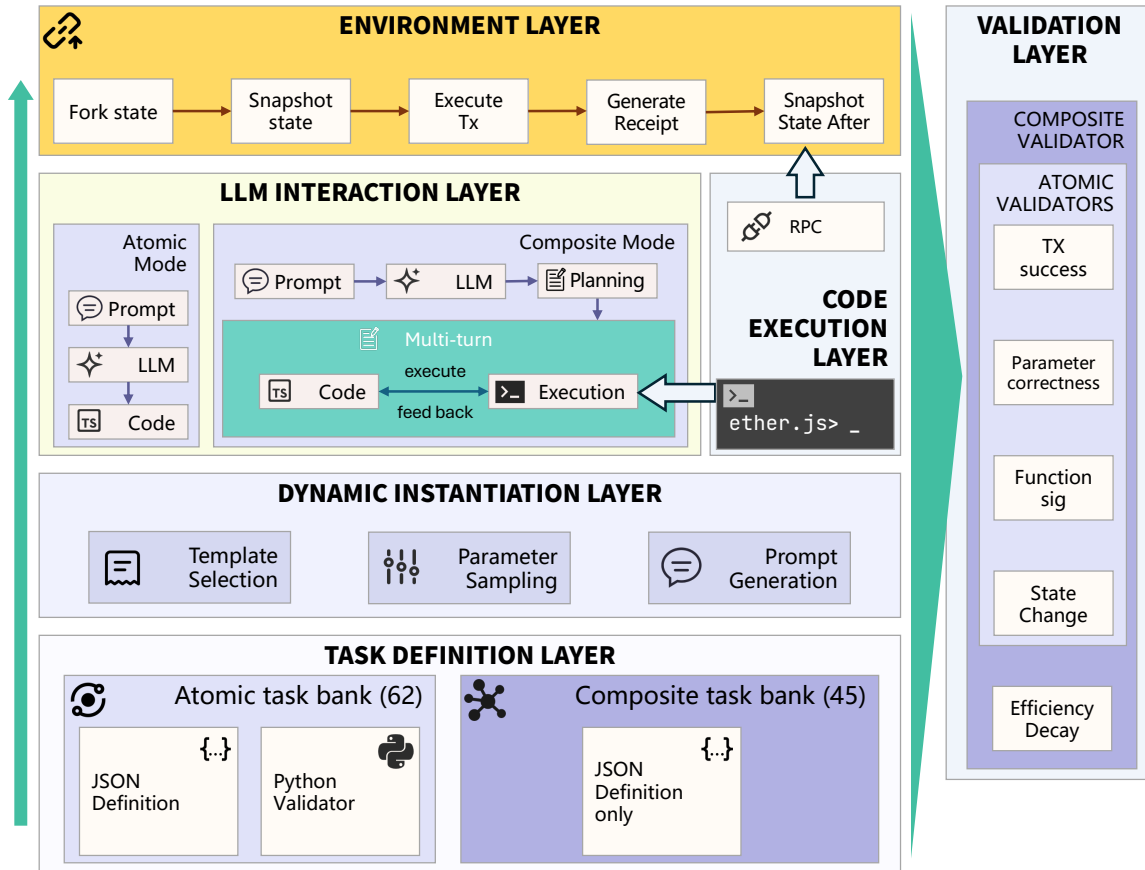 ENVIRONMENT LAYER
Fork state
Snapshot
state
Execute
Tx
Generate
Receipt
Snapshot
State After
LLM INTERACTION LAYER
Atomic
Mode
Prompt
LLM
TS
Code
Composite Mode
Prompt
LLM
Planning
Multi-turn
TS
Code
execute
feed back
>_
Execution
RPC
CODE
EXECUTION
LAYER
>_
ether.js> _
DYNAMIC INSTANTIATION LAYER
Template
Selection
Parameter
Sampling
Prompt
Generation
TASK DEFINITION LAYER
Atomic task bank (62)
{...}
JSON
Definition
Python
Validator
Composite task bank (45)
{...}
JSON
Definition
only
VALIDATION
LAYER
COMPOSITE
VALIDATOR
ATOMIC
VALIDATORS
TX
success
Parameter
correctness
Function
sig
State
Change
Efficiency
Decay